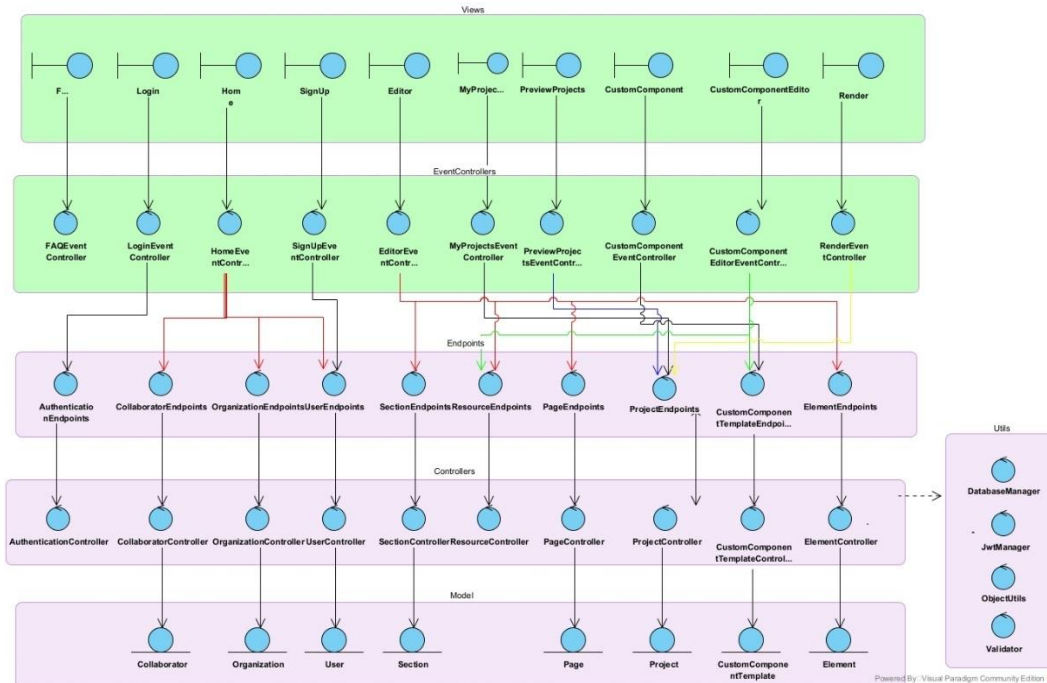 Views
F...
Login
Hom
e
SignUp
Editor
MyProjec...
PreviewProjects
CustomComponent
CustomComponentEdito
r
Render
EventControllers
FAQEvent
Controller
LoginEvent
Controller
HomeEve
ntContr...
SignUpEve
ntController
EditorEve
ntContr...
MyProjectsEvent
Controller
PreviewProjec
tsEventContr...
CustomComponent
EventController
CustomComponent
EditorEventContr...
RenderEven
tController
Endpoints
Authenticatio
nEndpoints
CollaboratorEndpoints
OrganizationEndpoints
UserEndpoints
SectionEndpoints
ResourceEndpoints
PageEndpoints
ProjectEndpoints
CustomComponen
tTemplateEndpoi...
ElementEndpoints
Controllers
AuthenticationController
CollaboratorController
OrganizationController
UserController
SectionController
ResourceController
PageController
ProjectController
CustomComponen
tTemplateControl...
ElementController
Utils
DatabaseManager
JwtManager
ObjectUtils
Validator
Model
Collaborator
Organization
User
Section
Page
Project
CustomCompone
ntTemplate
Element
Powered By Visual Paradigm Community Edition